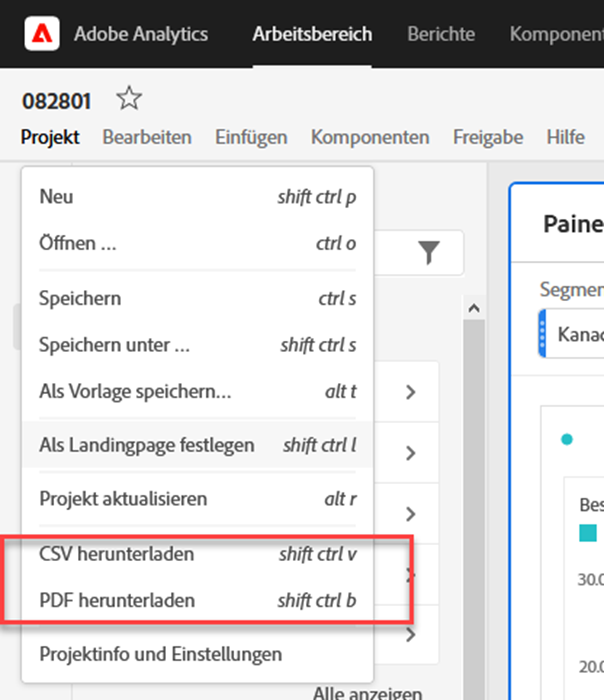 Adobe Analytics Arbeitsbereich Berichte Komponent
082801
Projekt Bearbeiten Einfügen Komponenten Freigabe Hilfe
Neu shift ctrl p
Öffnen ... ctrl o
Speichern ctrl s
Speichern unter ... shift ctrl s
Als Vorlage speichern... alt t
Als Landingpage festlegen shift ctrl l
Projekt aktualisieren alt r
CSV herunterladen shift ctrl v
PDF herunterladen shift ctrl b
Projektinfo und Einstellungen
Alle anzeigen
Paine
Segmen
Kanad
Bes
30.0
20.0